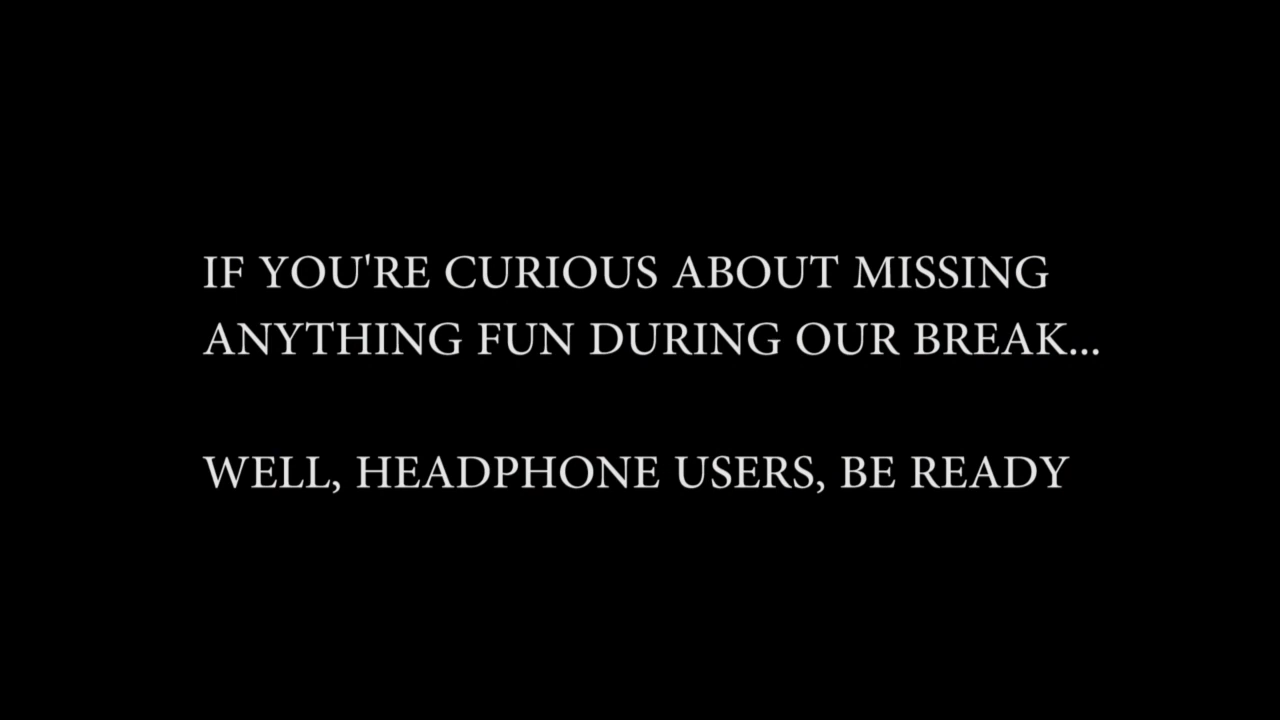 IF YOU'RE CURIOUS ABOUT MISSING
ANYTHING FUN DURING OUR BREAK...
WELL, HEADPHONE USERS, BE READY